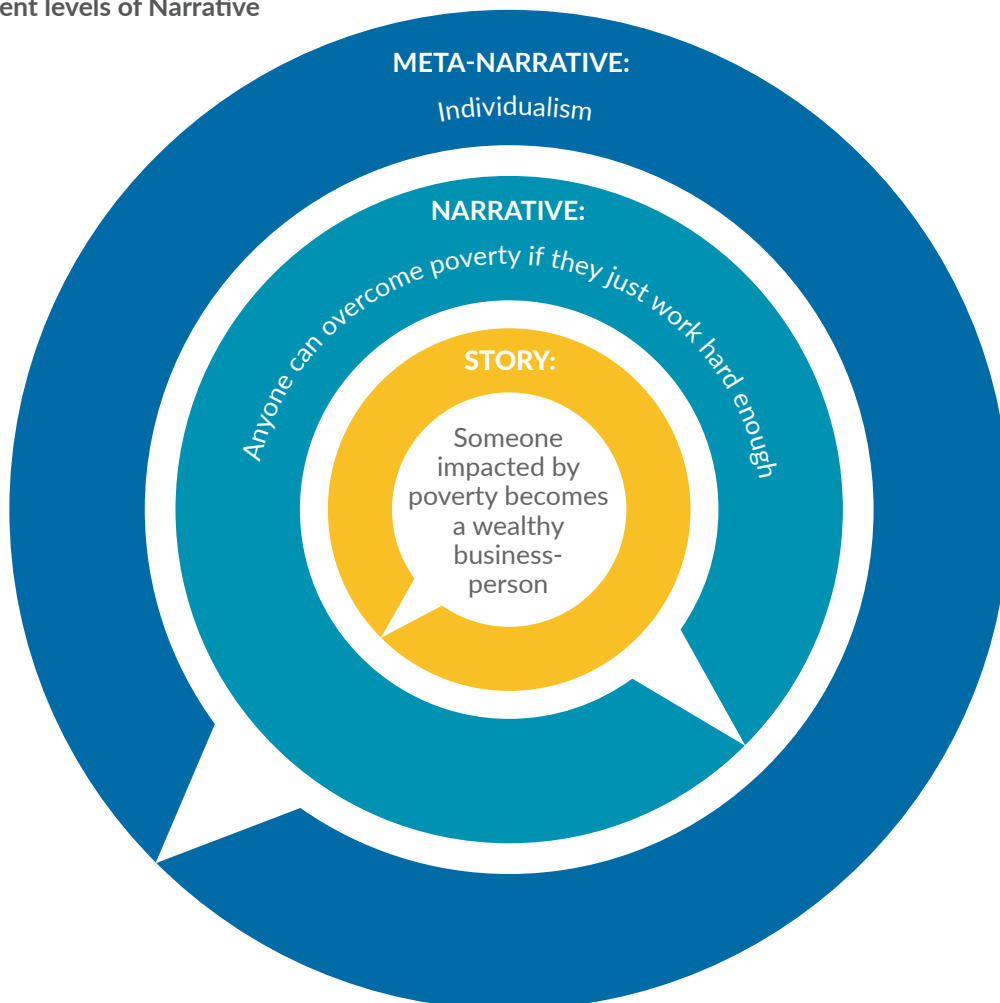 ent levels of Narrative
META-NARRATIVE:
Individualism
NARRATIVE:
Anyone can overcome poverty if they just work hard enough
STORY:
Someone
impacted by
poverty becomes
a wealthy
business-
person